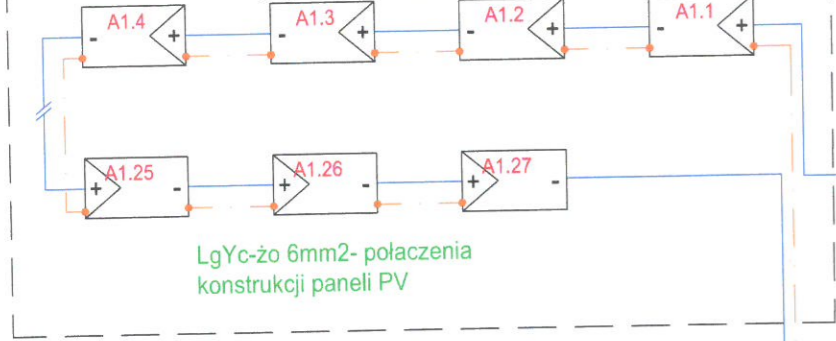 A1.4 A1.3 A1.2 A1.1
- + - + - + - +
A1.25 A1.26 A1.27
+ - + - + -
LgYc-żo 6mm2- połaczenia
konstrukcji paneli PV